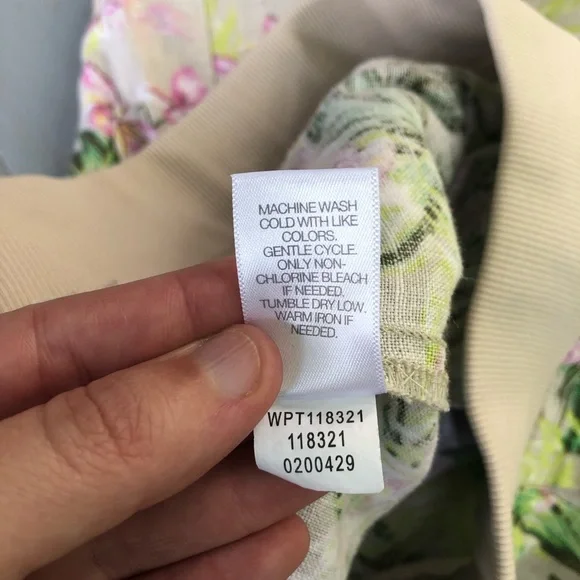 MACHINE WASH
COLD WITH LIKE
COLORS.
GENTLE CYCLE.
ONLY NON-
CHLORINE BLEACH
IF NEEDED.
TUMBLE DRY LOW.
WARM IRON IF
NEEDED.
WPT118321
118321
0200429